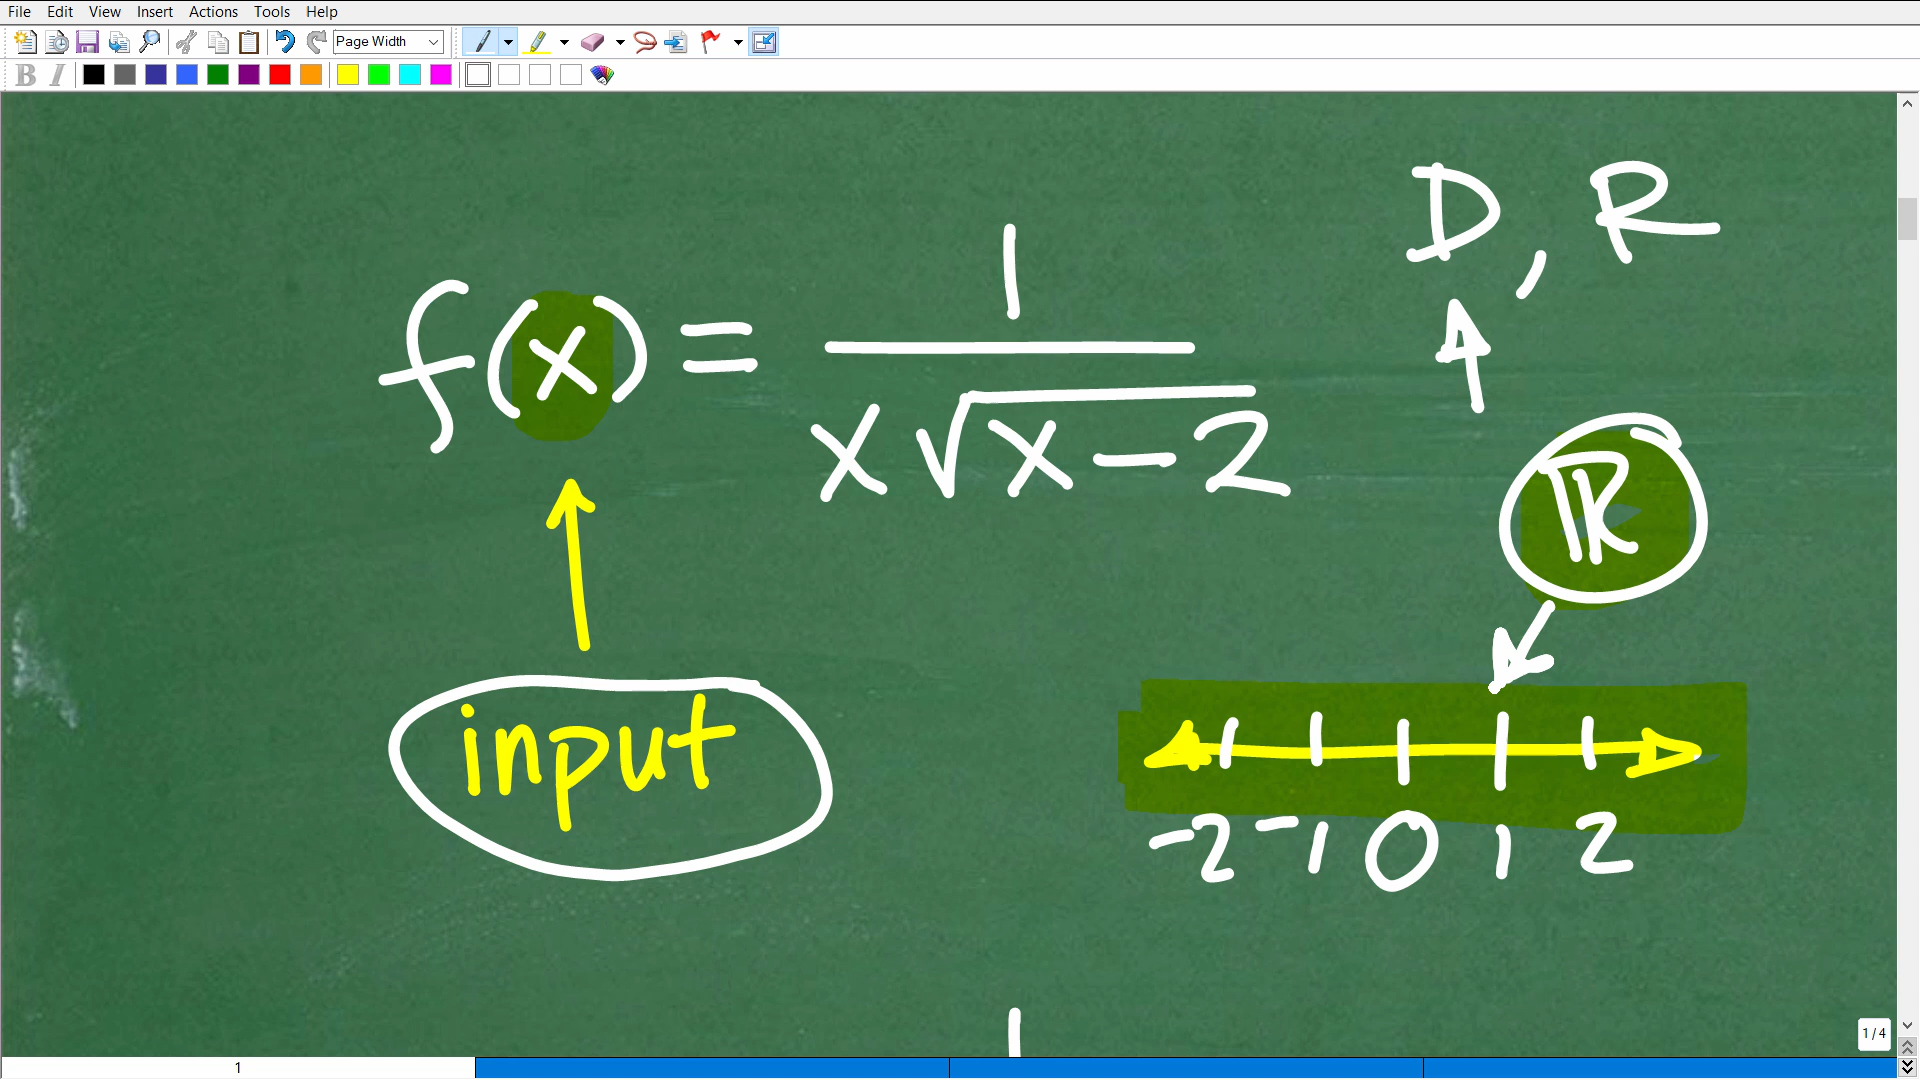 File Edit View Insert Actions Tools Help
Page Width
B I
D, R
f(x) = 1 / x√x-2
ℝ
input
-2 -1 0 1 2
1
1 / 4
1